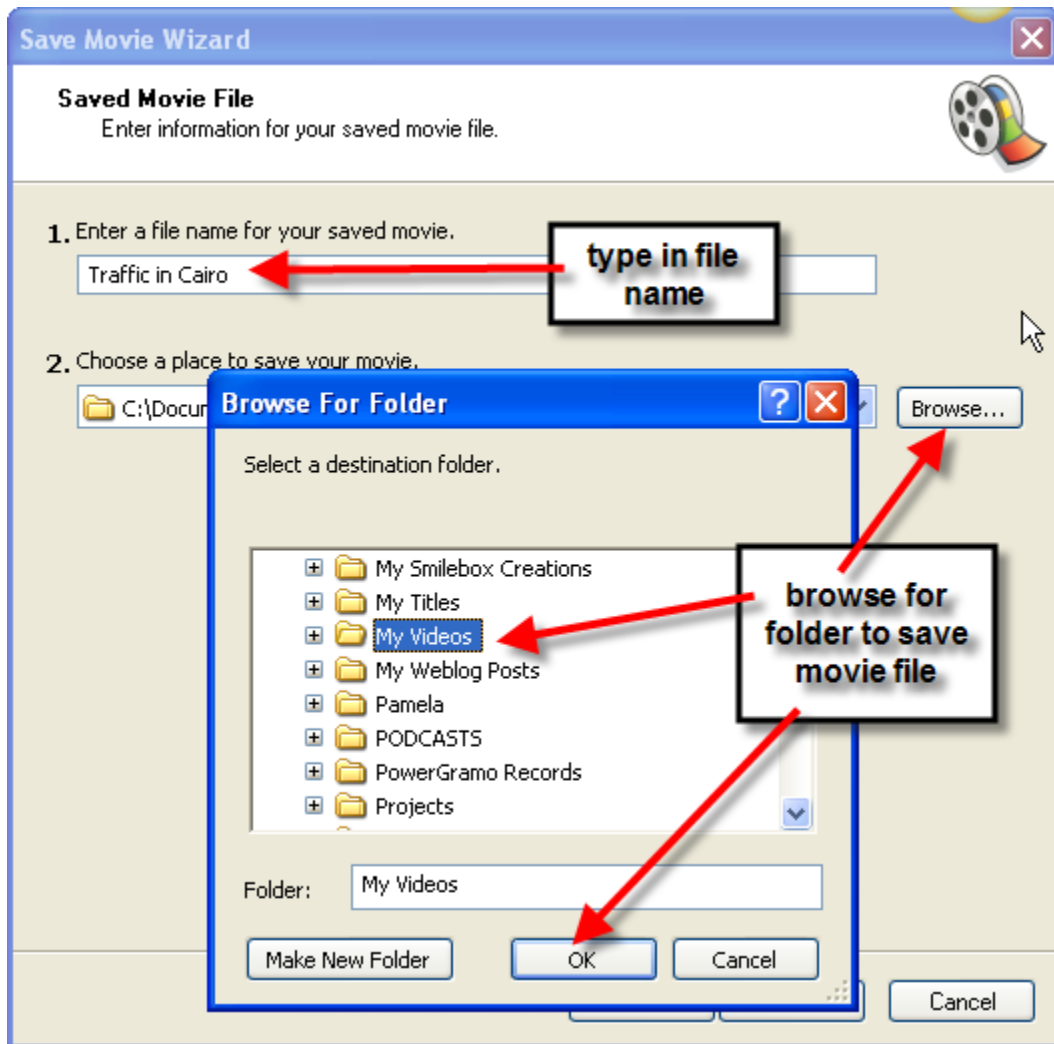 Save Movie Wizard
Saved Movie File
Enter information for your saved movie file.
1. Enter a file name for your saved movie.
Traffic in Cairo
type in file
name
2. Choose a place to save your movie.
C:\Docur
Browse...
Browse For Folder
Select a destination folder.
My Smilebox Creations
My Titles
My Videos
My Weblog Posts
Pamela
PODCASTS
PowerGramo Records
Projects
browse for
folder to save
movie file
Folder: My Videos
Make New Folder OK Cancel
Cancel